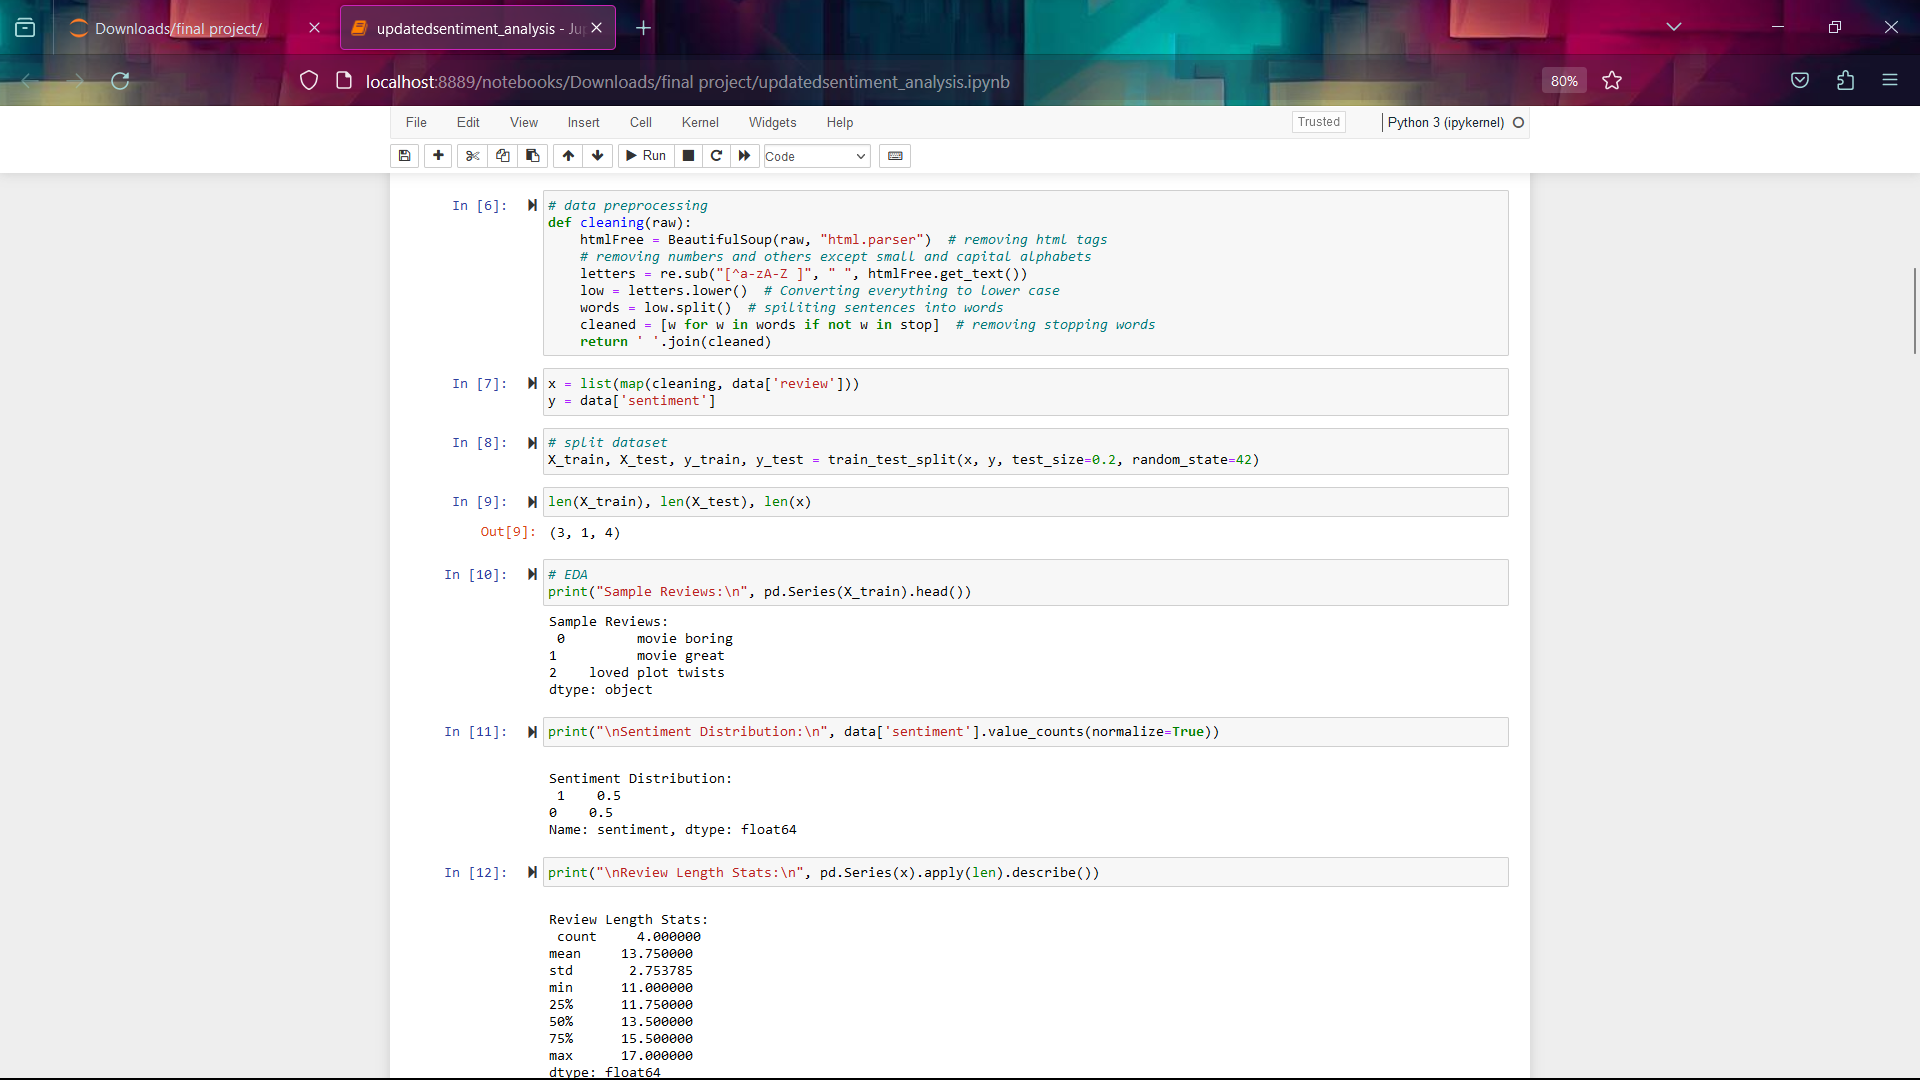 Downloads/final project/
updatedsentiment_analysis - Jup
localhost:8889/notebooks/Downloads/final project/updatedsentiment_analysis.ipynb
80%
File Edit View Insert Cell Kernel Widgets Help
Trusted
Python 3 (ipykernel)
Run
Code
In [6]:
# data preprocessing
def cleaning(raw):
    htmlFree = BeautifulSoup(raw, "html.parser")  # removing html tags
    # removing numbers and others except small and capital alphabets
    letters = re.sub("[^a-zA-Z ]", " ", htmlFree.get_text())
    low = letters.lower()  # Converting everything to lower case
    words = low.split()  # spiliting sentences into words
    cleaned = [w for w in words if not w in stop]  # removing stopping words
    return ' '.join(cleaned)
In [7]:
x = list(map(cleaning, data['review']))
y = data['sentiment']
In [8]:
# split dataset
X_train, X_test, y_train, y_test = train_test_split(x, y, test_size=0.2, random_state=42)
In [9]:
len(X_train), len(X_test), len(x)
Out[9]:
(3, 1, 4)
In [10]:
# EDA
print("Sample Reviews:\n", pd.Series(X_train).head())
Sample Reviews:
 0         movie boring
1          movie great
2    loved plot twists
dtype: object
In [11]:
print("\nSentiment Distribution:\n", data['sentiment'].value_counts(normalize=True))
Sentiment Distribution:
 1    0.5
0    0.5
Name: sentiment, dtype: float64
In [12]:
print("\nReview Length Stats:\n", pd.Series(x).apply(len).describe())
Review Length Stats:
 count     4.000000
mean     13.750000
std       2.753785
min      11.000000
25%      11.750000
50%      13.500000
75%      15.500000
max      17.000000
dtype: float64